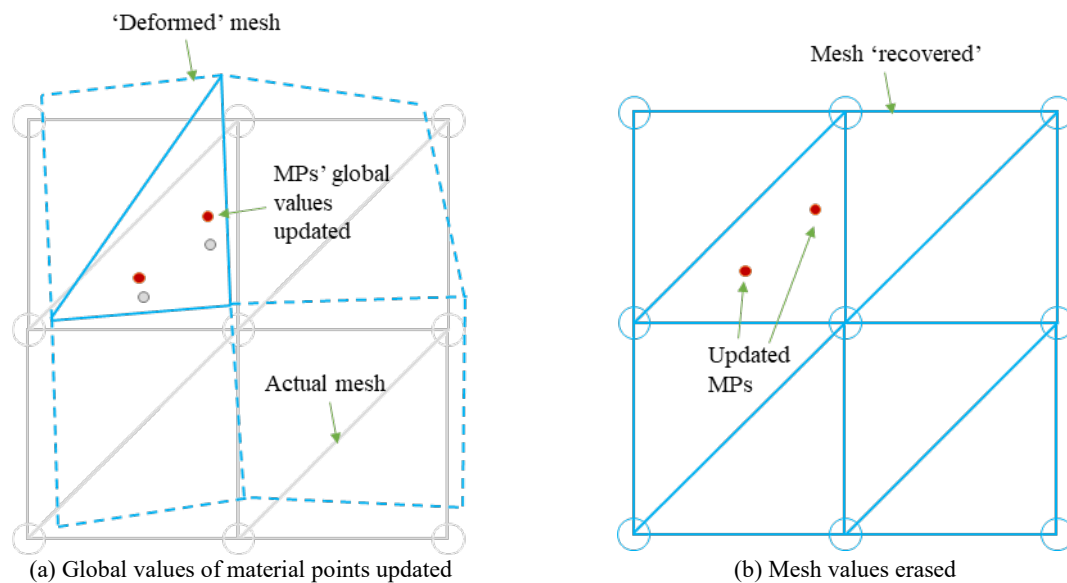 ‘Deformed’ mesh
MPs’ global
values
updated
Actual mesh
(a) Global values of material points updated
Mesh ‘recovered’
Updated
MPs
(b) Mesh values erased